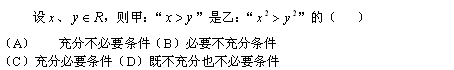 设 x、y∈R，则甲：“x>y”是乙：“x²>y²”的（ ）
（A） 充分不必要条件（B）必要不充分条件
（C）充分必要条件（D）既不充分也不必要条件